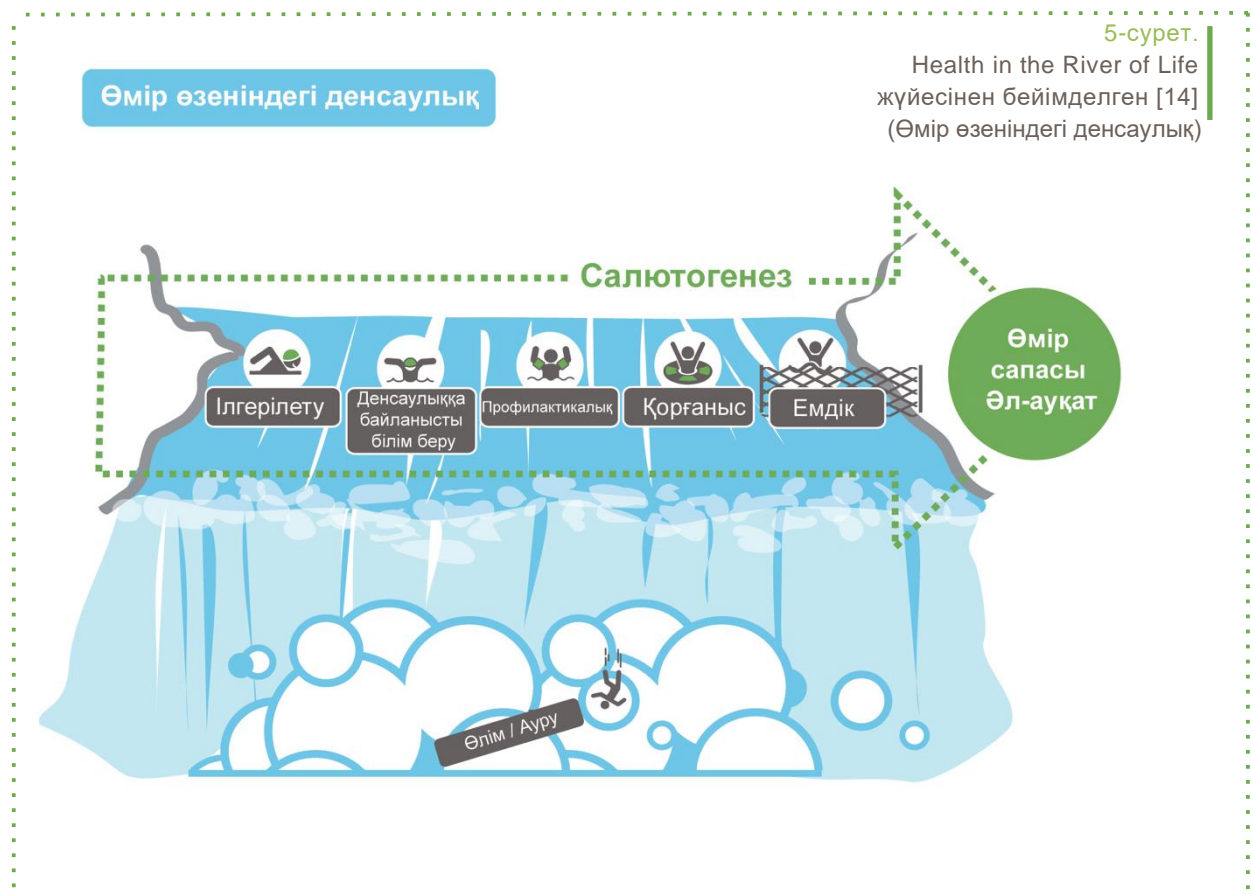 5-сурет.
Health in the River of Life
жүйесінен бейімделген [14]
(Өмір өзеніндегі денсаулық)
Өмір өзеніндегі денсаулық
Салютогенез
Өмір
сапасы
Әл-ауқат
Ілгерілету
Денсаулыққа
байланысты
білім беру
Профилактикалық
Қорғаныс
Емдік
Өлім / Ауру